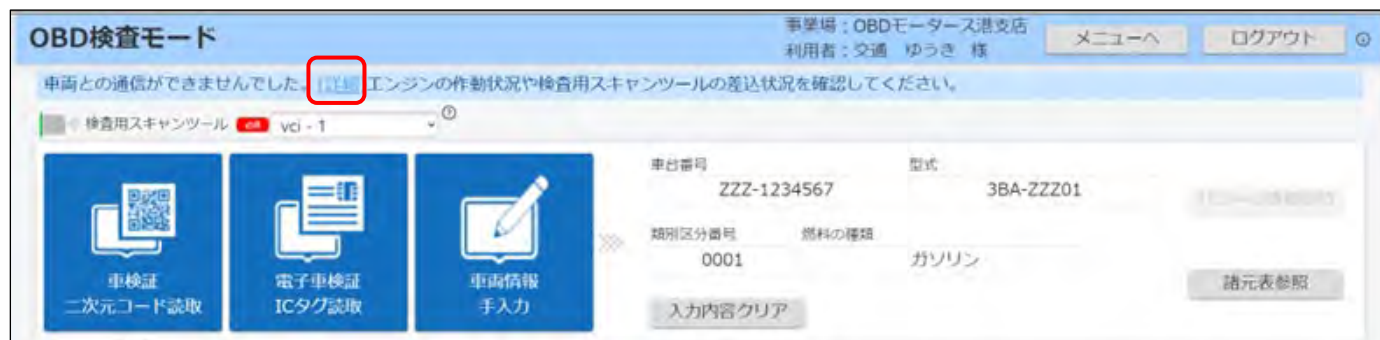 OBD検査モード
事業場：OBDモータース港支店
利用者：交通 ゆうき 様
メニューへ
ログアウト
車両との通信ができませんでした。[詳細]エンジンの作動状況や検査用スキャンツールの差込状況を確認してください。
検査用スキャンツール 必須 vci - 1
車検証
二次元コード読取
電子車検証
ICタグ読取
車両情報
手入力
車台番号
型式
ZZZ-1234567
3BA-ZZZ01
類別区分番号
燃料の種類
0001
ガソリン
諸元表参照
入力内容クリア